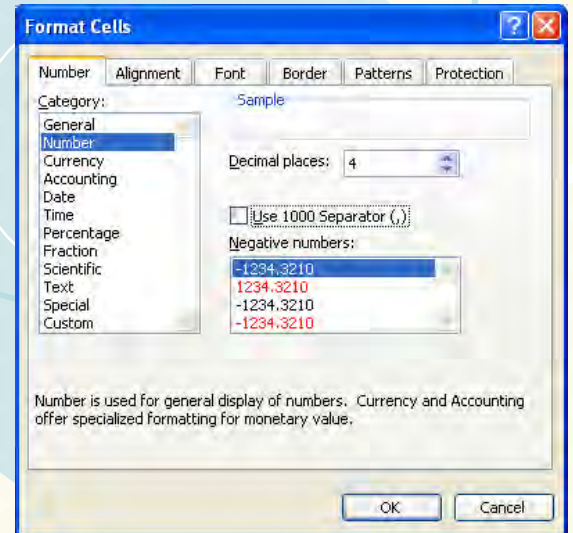 Format Cells
Number Alignment Font Border Patterns Protection
Category:
General
Number
Currency
Accounting
Date
Time
Percentage
Fraction
Scientific
Text
Special
Custom
Sample
Decimal places: 4
Use 1000 Separator (,)
Negative numbers:
-1234.3210
1234.3210
-1234.3210
-1234.3210
Number is used for general display of numbers. Currency and Accounting
offer specialized formatting for monetary value.
OK Cancel